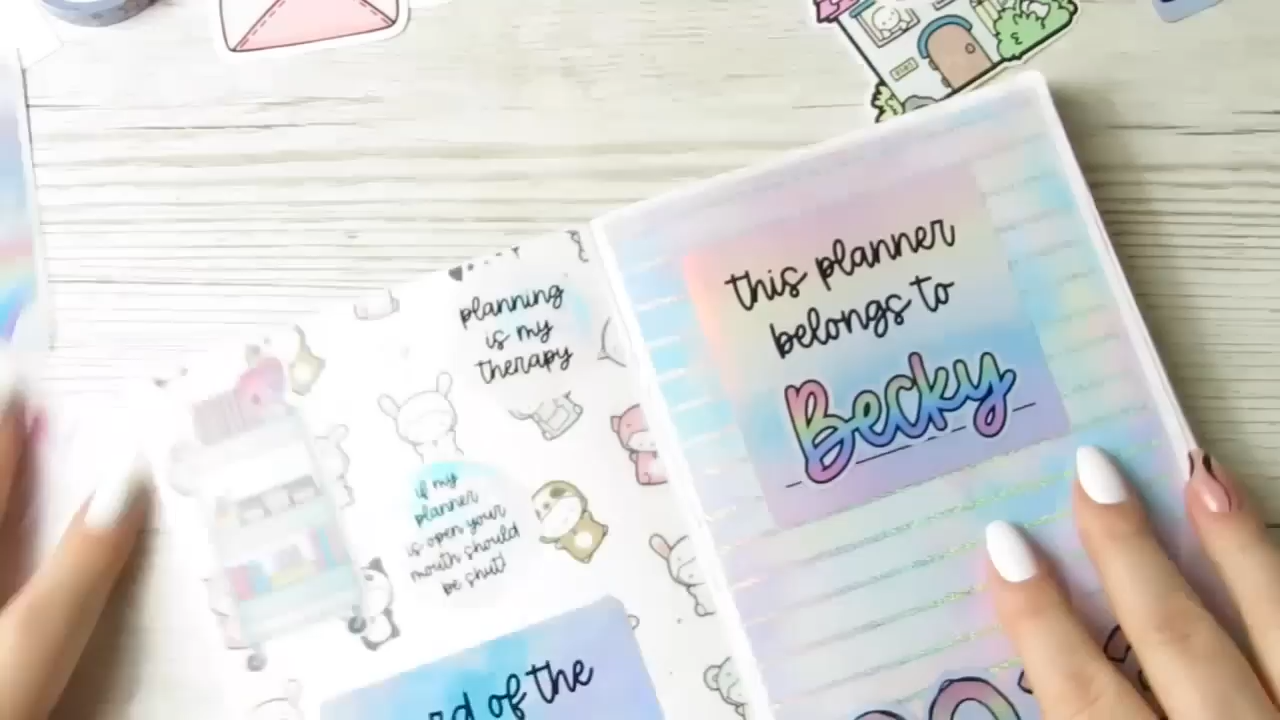 planning
is my
therapy
if my
planner
is open your
mouth should
be shut!
of the
this planner
belongs to
Becky